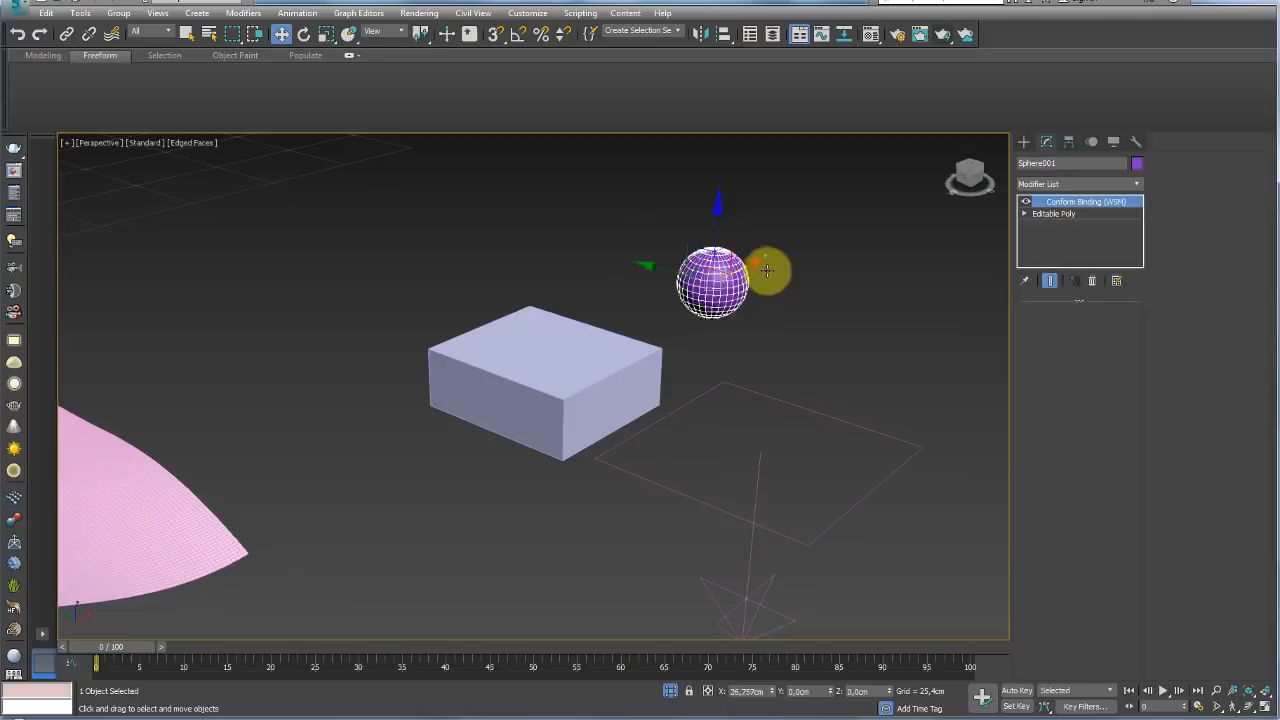 Edit Tools Group Views Create Modifiers Animation Graph Editors Rendering Civil View Customize Scripting Content Help
All View Create Selection Se
Modeling Freeform Selection Object Paint Populate
[+] [Perspective] [Standard] [Edged Faces]
Sphere001
Modifier List
Conform Binding (WSM)
Editable Poly
0 / 100
0 5 10 15 20 25 30 35 40 45 50 55 60 65 70 75 80 85 90 95 100
1 Object Selected X: 26,757cm Y: 0,0cm Z: 0,0cm Grid = 25,4cm Auto Key Selected
Click and drag to select and move objects Add Time Tag Set Key Key Filters... 0